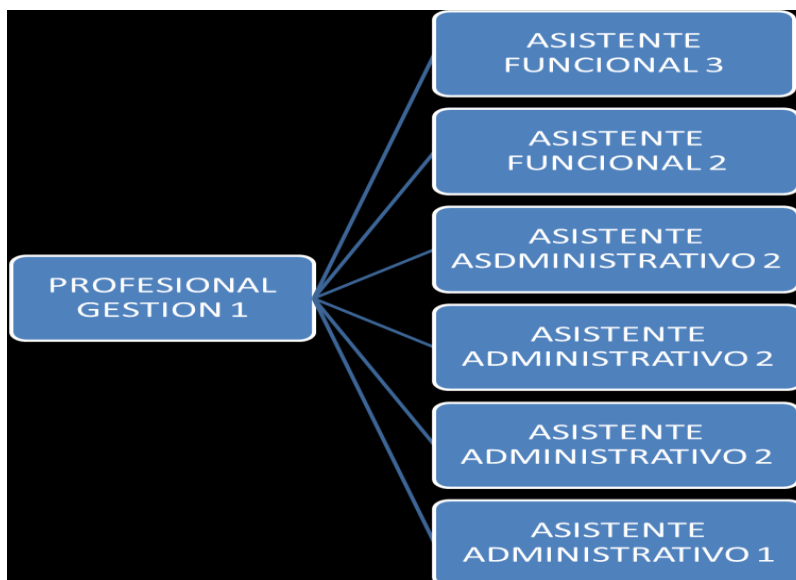 PROFESIONAL
GESTION 1
ASISTENTE
FUNCIONAL 3
ASISTENTE
FUNCIONAL 2
ASISTENTE
ASDMINISTRATIVO 2
ASISTENTE
ADMINISTRATIVO 2
ASISTENTE
ADMINISTRATIVO 2
ASISTENTE
ADMINISTRATIVO 1